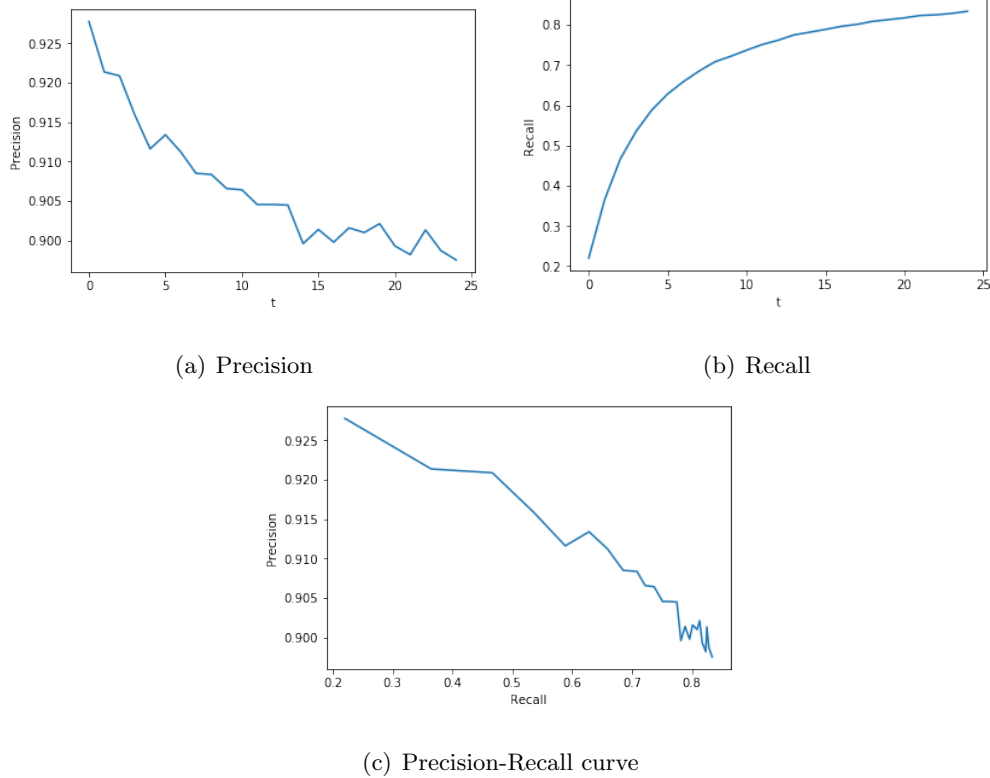 0.925
0.920
0.915
0.910
0.905
0.900
Precision
0 5 10 15 20 25
t
(a) Precision
0.8
0.7
0.6
0.5
0.4
0.3
0.2
Recall
0 5 10 15 20 25
t
(b) Recall
0.925
0.920
0.915
0.910
0.905
0.900
Precision
0.2 0.3 0.4 0.5 0.6 0.7 0.8
Recall
(c) Precision-Recall curve